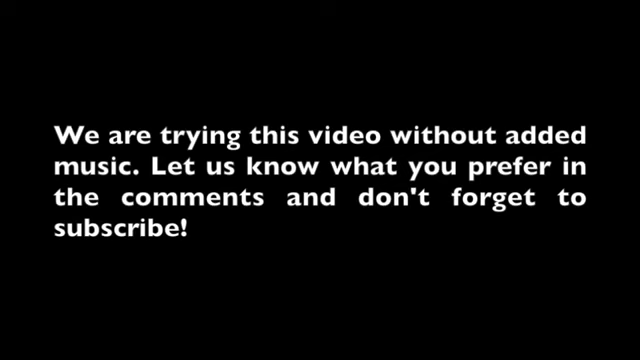 We are trying this video without added
music. Let us know what you prefer in
the comments and don't forget to
subscribe!